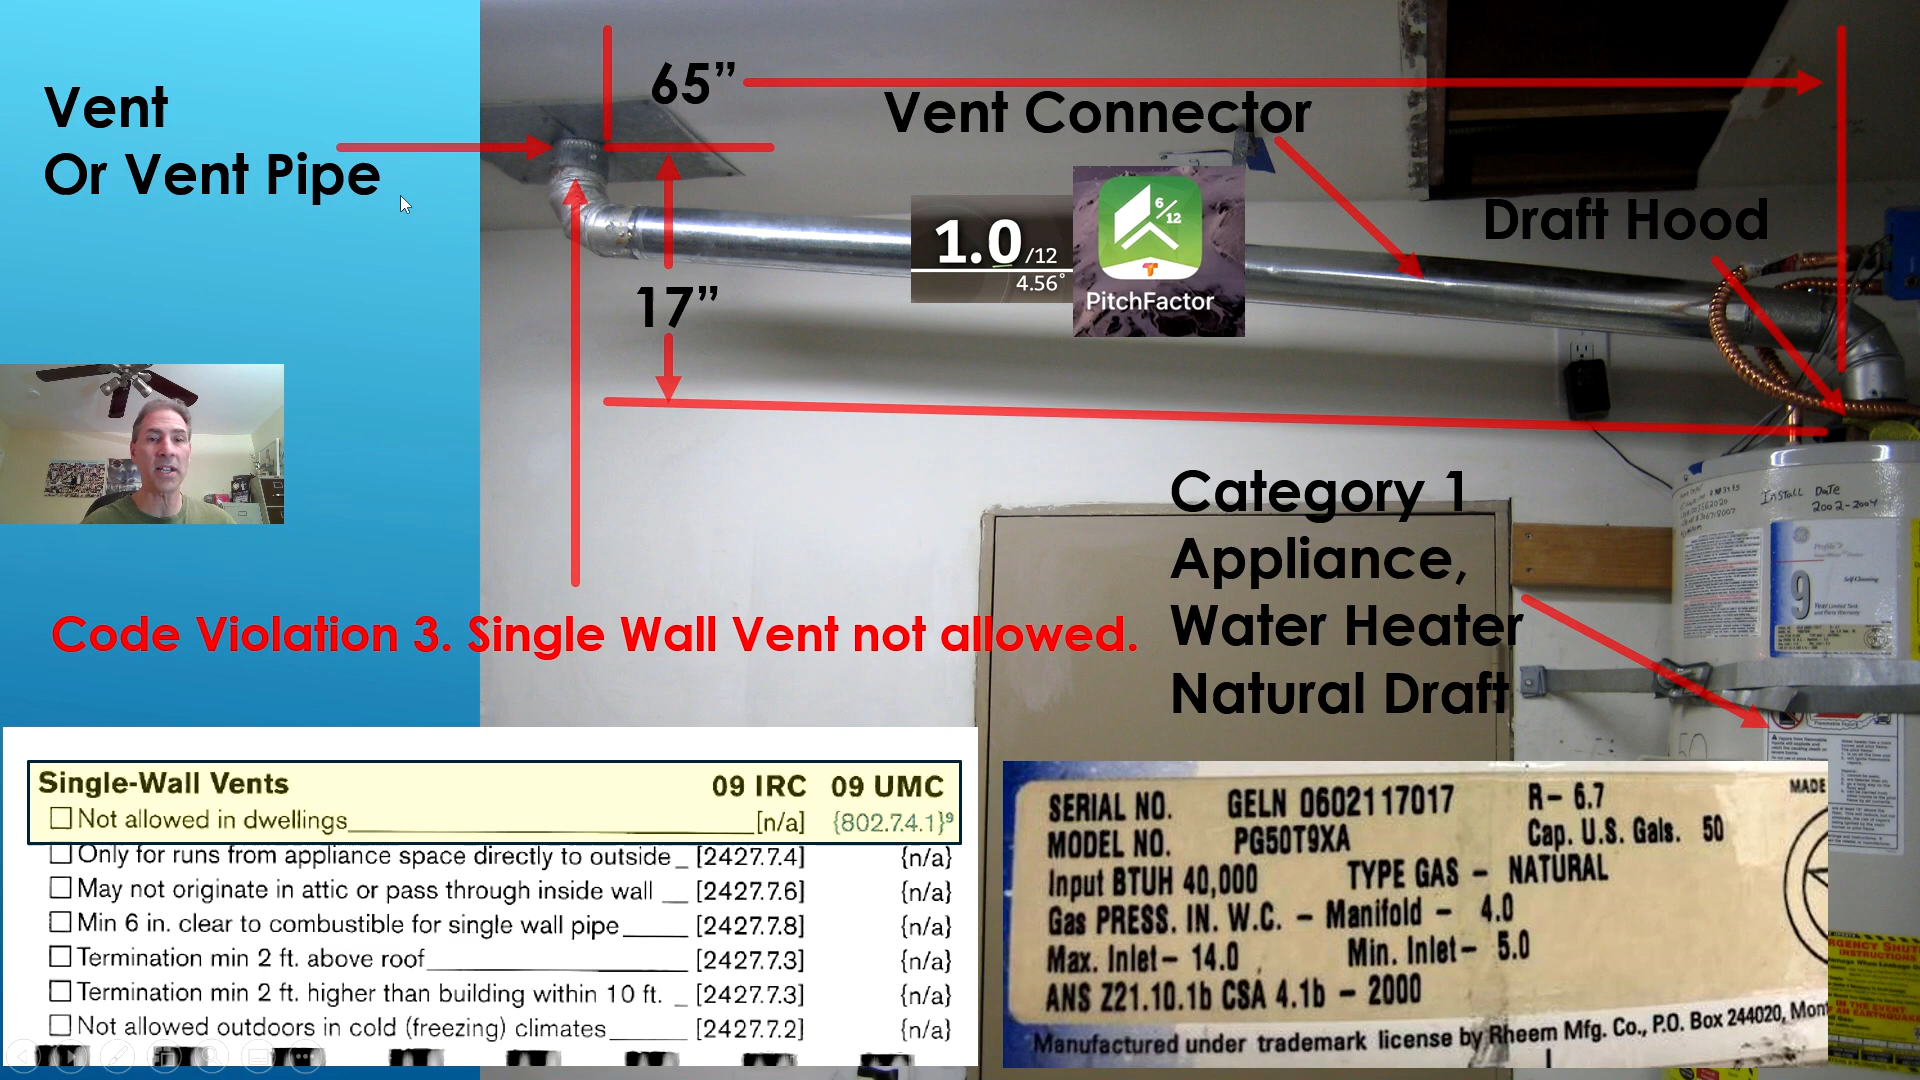 Vent
Or Vent Pipe
65”
Vent Connector
6/12
1.0/12
4.56°
PitchFactor
Draft Hood
17”
Category 1
Appliance,
Water Heater
Natural Draft
Install Date
2002-2004
9
Code Violation 3. Single Wall Vent not allowed.
Single-Wall Vents 09 IRC 09 UMC
Not allowed in dwellings [n/a] {802.7.4.1}⁹
Only for runs from appliance space directly to outside [2427.7.4] {n/a}
May not originate in attic or pass through inside wall [2427.7.6] {n/a}
Min 6 in. clear to combustible for single wall pipe [2427.7.8] {n/a}
Termination min 2 ft. above roof [2427.7.3] {n/a}
Termination min 2 ft. higher than building within 10 ft. [2427.7.3] {n/a}
Not allowed outdoors in cold (freezing) climates [2427.7.2] {n/a}
SERIAL NO. GELN 0602117017 R- 6.7 MADE
MODEL NO. PG50T9XA Cap. U.S. Gals. 50
Input BTUH 40,000 TYPE GAS - NATURAL
Gas PRESS. IN. W.C. - Manifold - 4.0
Max. Inlet- 14.0 Min. Inlet- 5.0
ANS Z21.10.1b CSA 4.1b - 2000
Manufactured under trademark license by Rheem Mfg. Co., P.O. Box 244020, Mon